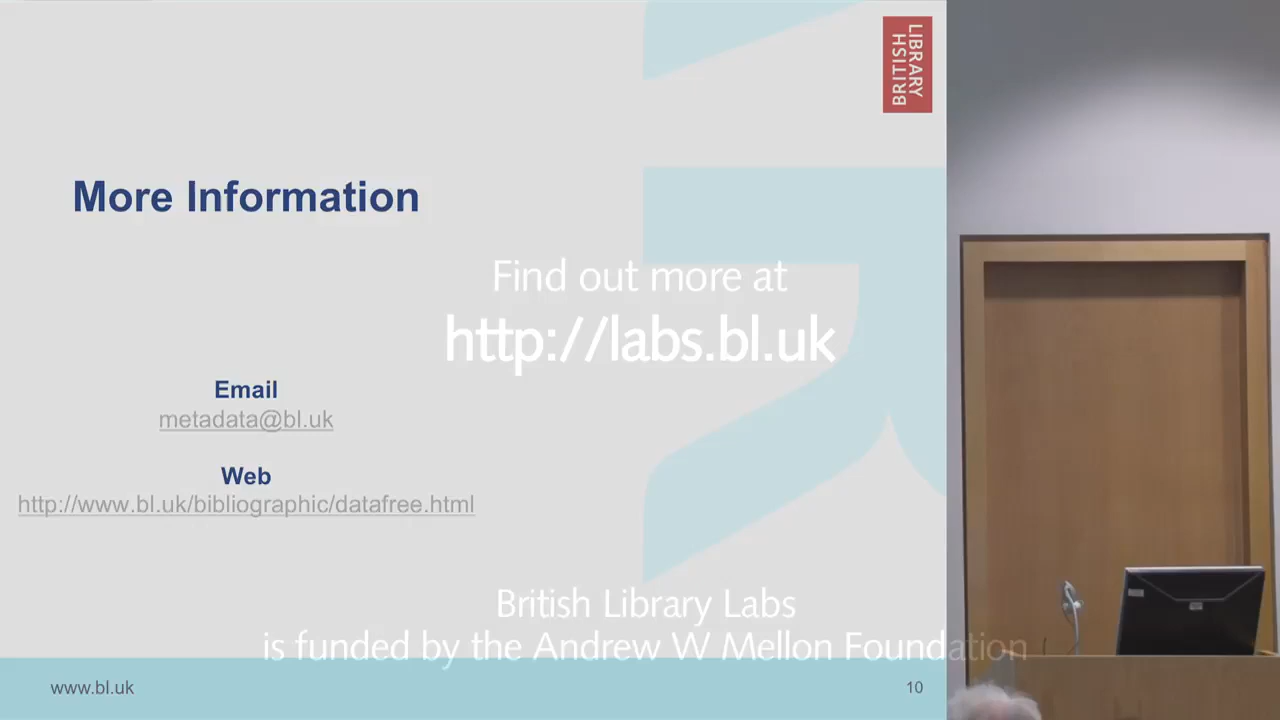 LIBRARY
BRITISH
More Information
Find out more at
http://labs.bl.uk
Email
metadata@bl.uk
Web
http://www.bl.uk/bibliographic/datafree.html
British Library Labs
is funded by the Andrew W Mellon Foundation
www.bl.uk
10